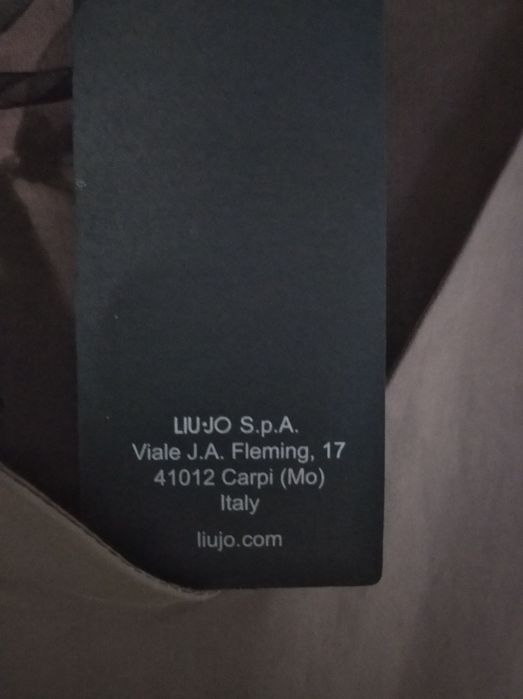 LIU·JO S.p.A.
Viale J.A. Fleming, 17
41012 Carpi (Mo)
Italy
liujo.com